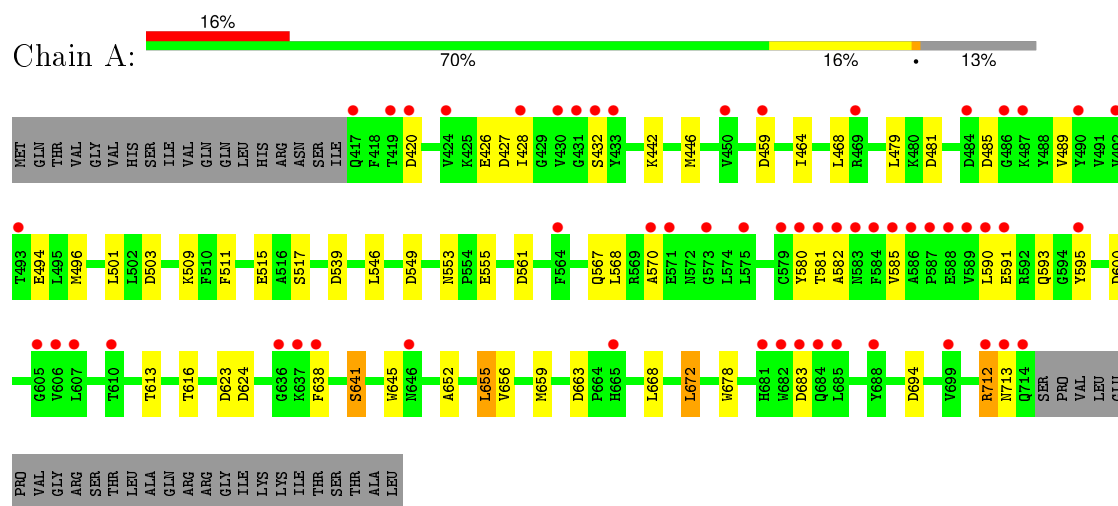 16%
Chain A:
70% 16% • 13%
MET GLN THR VAL GLY VAL HIS SER ILE VAL GLN GLN LEU HIS ARG ASN SER ILE Q417 F418 T419 D420 V424 K425 E426 D427 I428 G429 V430 G431 S432 Y433 K442 M446 V450 D459 I464 L468 R469 L479 K480 D481 D484 D485 G486 K487 Y488 V489 Y490 V491
T493 E494 L495 M496 L501 L502 D503 K509 F510 F511 E515 A516 S517 D539 L546 D549 N553 P554 E555 D561 F564 Q567 L568 R569 A570 E571 N572 G573 L574 L575 C579 Y580 T581 A582 N583 F584 V585 A586 P587 E588 V589 L590 E591 R592 Q593 G594 Y595
G605 V606 L607 T610 T613 T616 D623 D624 G636 K637 F638 S641 W645 N646 A652 L655 V656 M659 D663 P664 H665 L668 L672 W678 H681 W682 D683 Q684 L685 Y688 D694 V699 R712 N713 Q714 SER PRO VAL LEU
PRO VAL GLY ARG SER THR LEU ALA GLN ARG ARG GLY ILE LYS LYS ILE THR SER THR ALA LEU